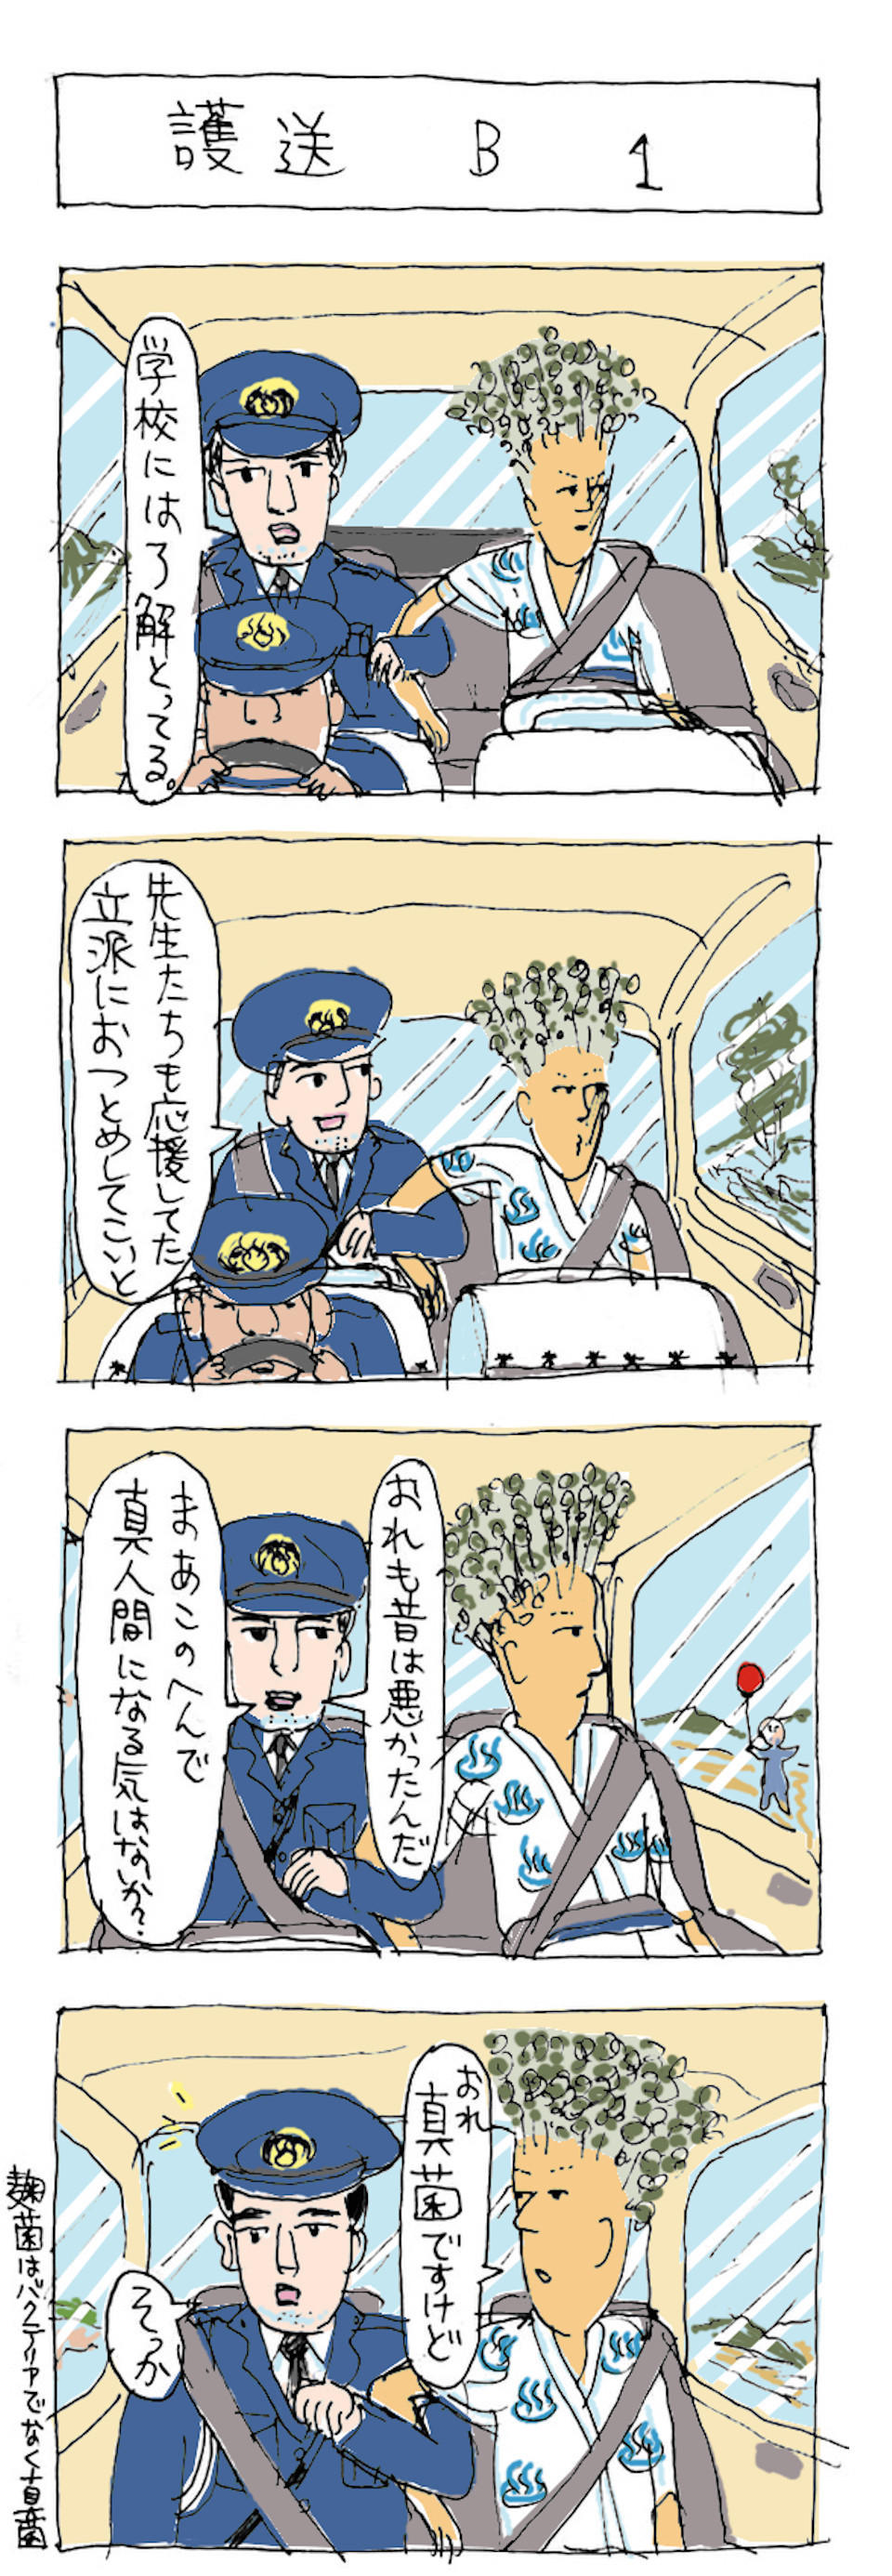 護送 B 1
学校には了解とってる。
先生たちも応援してた
立派におつとめしてこいと
おれも昔は悪かったんだ
まあこのへんで
真人間になる気はないか?
おれ
真菌ですけど
そっか
麹菌はバクテリアでなく真菌